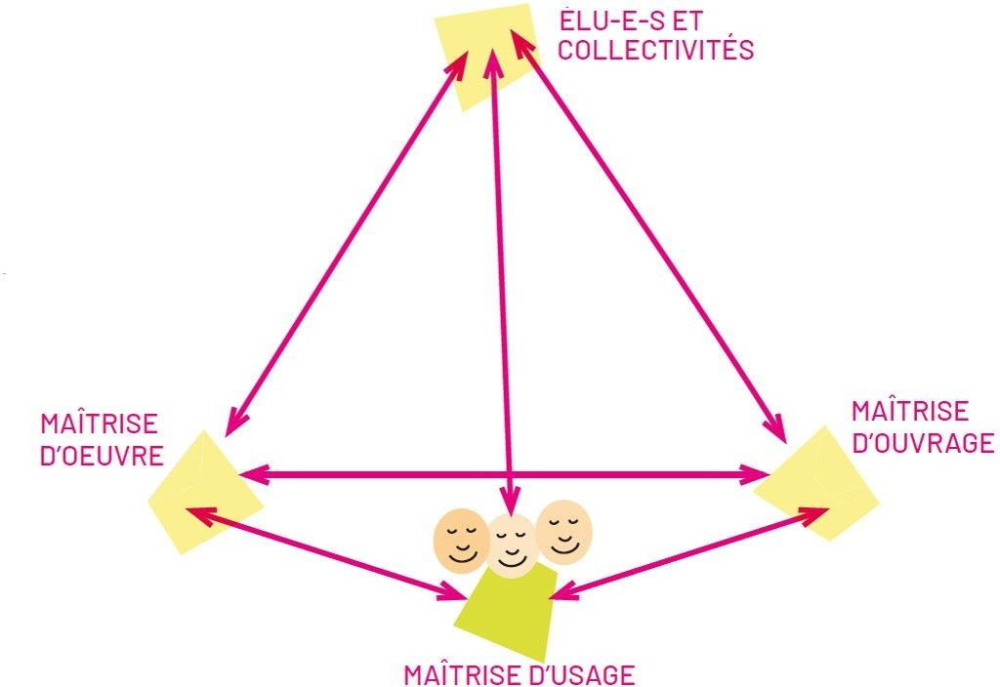 ÉLU-E-S ET
COLLECTIVITÉS
MAÎTRISE
D'OEUVRE
MAÎTRISE
D'OUVRAGE
MAÎTRISE D'USAGE